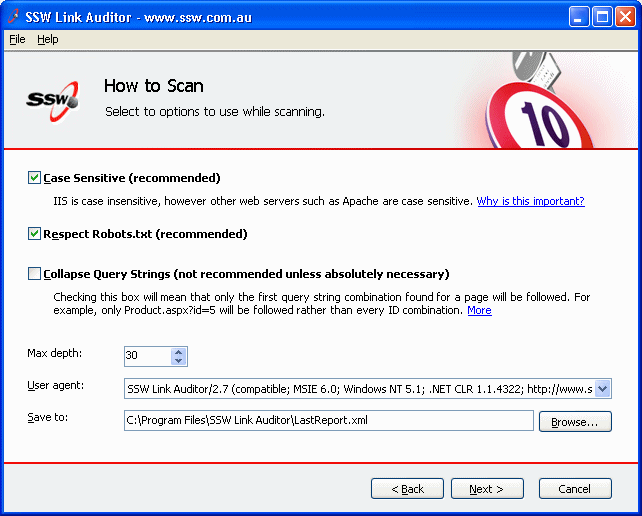 SSW Link Auditor - www.ssw.com.au
File Help
SSW
How to Scan
Select to options to use while scanning.
10
Case Sensitive (recommended)
IIS is case insensitive, however other web servers such as Apache are case sensitive. Why is this important?
Respect Robots.txt (recommended)
Collapse Query Strings (not recommended unless absolutely necessary)
Checking this box will mean that only the first query string combination found for a page will be followed. For
example, only Product.aspx?id=5 will be followed rather than every ID combination. More
Max depth: 30
User agent: SSW Link Auditor/2.7 (compatible; MSIE 6.0; Windows NT 5.1; .NET CLR 1.1.4322; http://www.s
Save to: C:\Program Files\SSW Link Auditor\LastReport.xml Browse...
< Back Next > Cancel